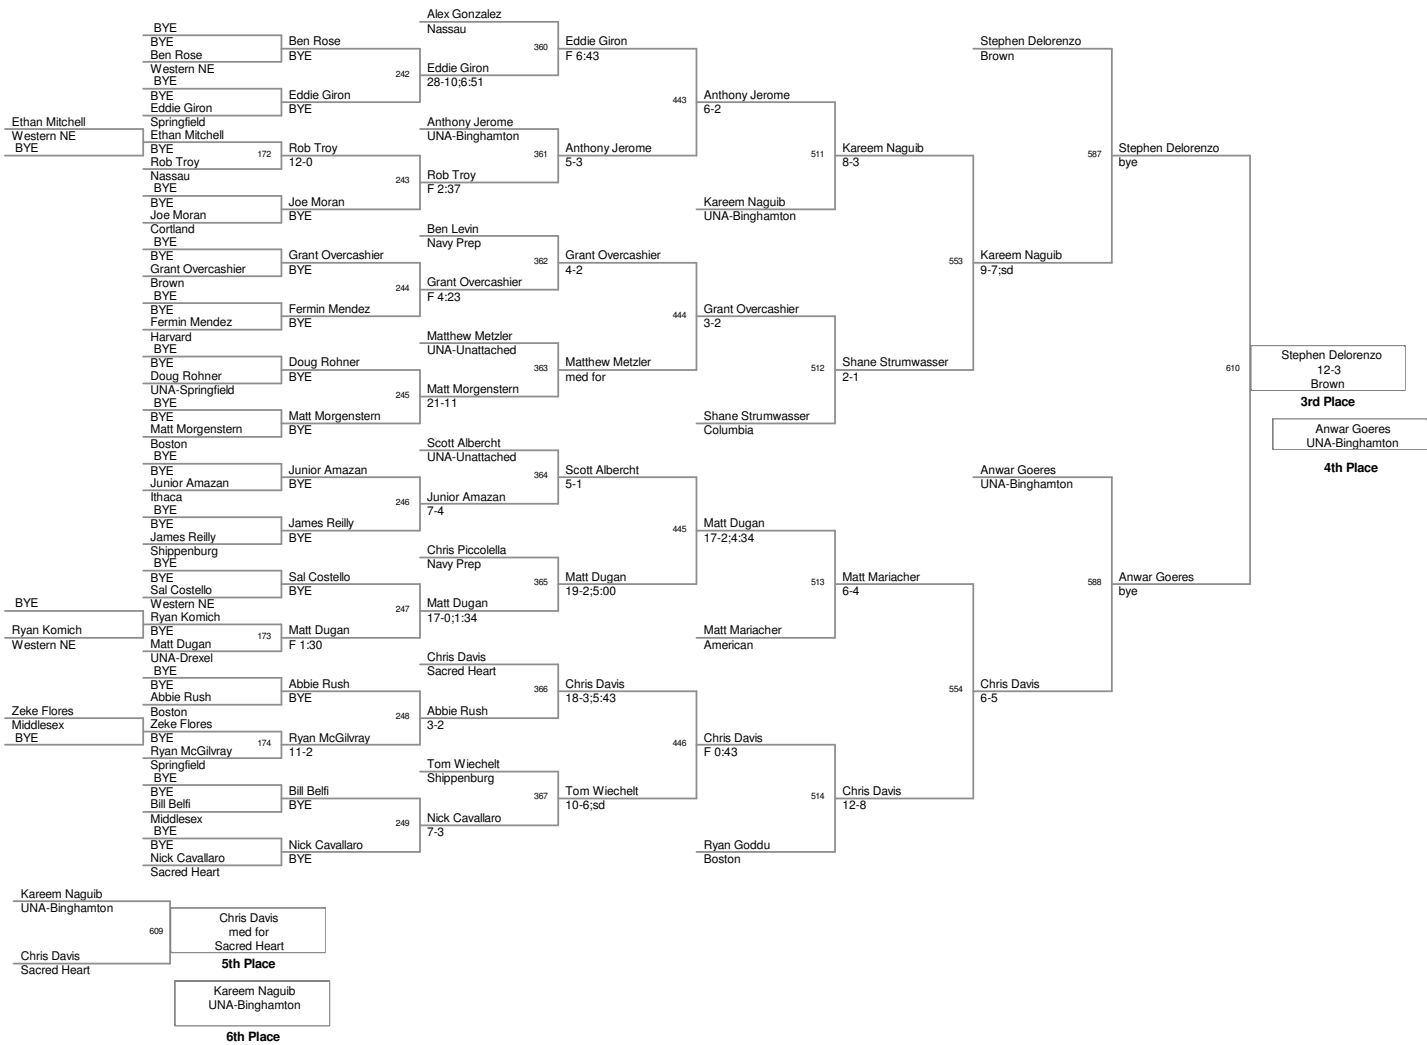 Ethan Mitchell
Western NE
BYE
BYE
Ryan Komich
Western NE
Zeke Flores
Middlesex
BYE
BYE
BYE
Ben Rose
Western NE
BYE
BYE
Eddie Giron
Springfield
Ethan Mitchell
BYE
Rob Troy
Nassau
BYE
BYE
Joe Moran
Cortland
BYE
BYE
Grant Overcashier
Brown
BYE
BYE
Fermin Mendez
Harvard
BYE
BYE
Doug Rohner
UNA-Springfield
BYE
BYE
Matt Morgenstern
Boston
BYE
BYE
Junior Amazan
Ithaca
BYE
BYE
James Reilly
Shippenburg
BYE
BYE
Sal Costello
Western NE
Ryan Komich
BYE
Matt Dugan
UNA-Drexel
BYE
BYE
Abbie Rush
Boston
Zeke Flores
BYE
Ryan McGilvray
Springfield
BYE
BYE
Bill Belfi
Middlesex
BYE
BYE
Nick Cavallaro
Sacred Heart
172
173
174
Ben Rose
BYE
Eddie Giron
BYE
Rob Troy
12-0
Joe Moran
BYE
Grant Overcashier
BYE
Fermin Mendez
BYE
Doug Rohner
BYE
Matt Morgenstern
BYE
Junior Amazan
BYE
James Reilly
BYE
Sal Costello
BYE
Matt Dugan
F 1:30
Abbie Rush
BYE
Ryan McGilvray
11-2
Bill Belfi
BYE
Nick Cavallaro
BYE
242
243
244
245
246
247
248
249
Alex Gonzalez
Nassau
Eddie Giron
28-10;6:51
Anthony Jerome
UNA-Binghamton
Rob Troy
F 2:37
Ben Levin
Navy Prep
Grant Overcashier
F 4:23
Matthew Metzler
UNA-Unattached
Matt Morgenstern
21-11
Scott Albercht
UNA-Unattached
Junior Amazan
7-4
Chris Piccolella
Navy Prep
Matt Dugan
17-0;1:34
Chris Davis
Sacred Heart
Abbie Rush
3-2
Tom Wiechelt
Shippenburg
Nick Cavallaro
7-3
360
361
362
363
364
365
366
367
Eddie Giron
F 6:43
Anthony Jerome
5-3
Grant Overcashier
4-2
Matthew Metzler
med for
Scott Albercht
5-1
Matt Dugan
19-2;5:00
Chris Davis
18-3;5:43
Tom Wiechelt
10-6;sd
443
444
445
446
Anthony Jerome
6-2
Kareem Naguib
UNA-Binghamton
Grant Overcashier
3-2
Shane Strumwasser
Columbia
Matt Dugan
17-2;4:34
Matt Mariacher
American
Chris Davis
F 0:43
Ryan Goddu
Boston
511
512
513
514
Kareem Naguib
8-3
Shane Strumwasser
2-1
Matt Mariacher
6-4
Chris Davis
12-8
553
554
Stephen Delorenzo
Brown
Kareem Naguib
9-7;sd
Anwar Goeres
UNA-Binghamton
Chris Davis
6-5
587
588
Stephen Delorenzo
bye
Anwar Goeres
bye
610
Stephen Delorenzo
12-3
Brown
3rd Place
Anwar Goeres
UNA-Binghamton
4th Place
Kareem Naguib
UNA-Binghamton
609
Chris Davis
Sacred Heart
Chris Davis
med for
Sacred Heart
5th Place
Kareem Naguib
UNA-Binghamton
6th Place